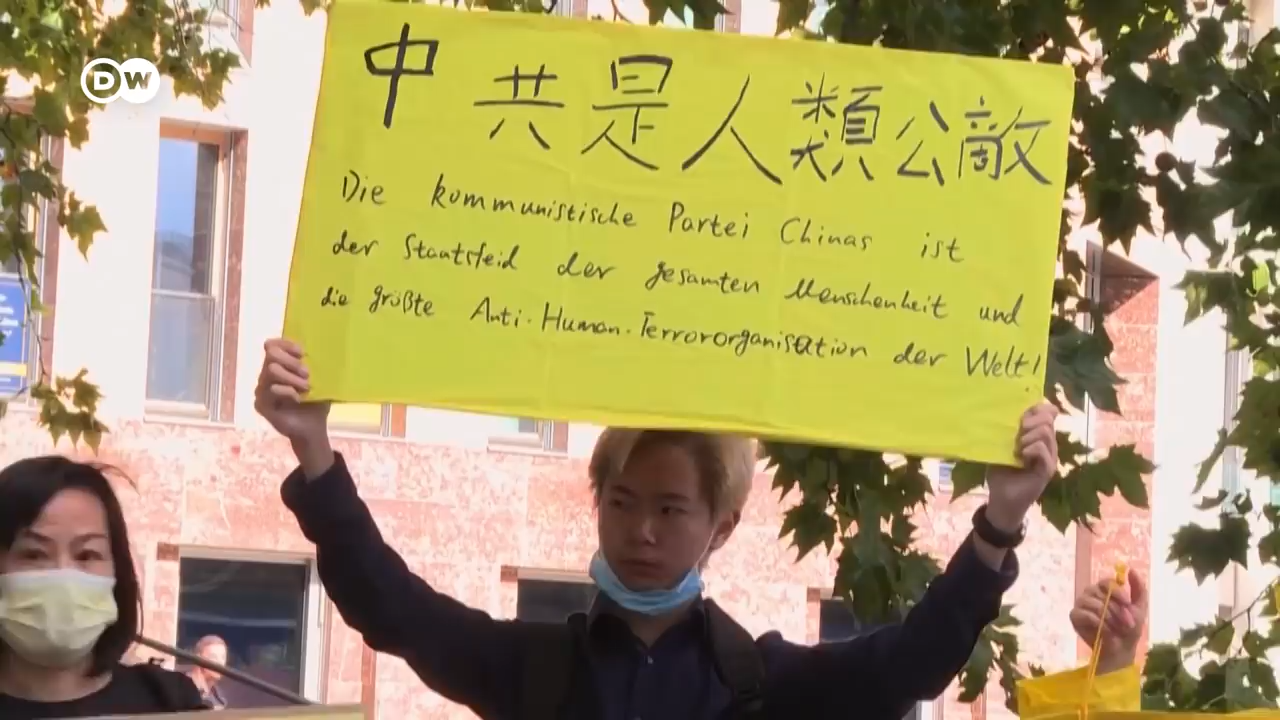 DW
中共是人類公敵
Die kommunistische Partei Chinas ist
der Staatsfeid der gesamten Menschenheit und
die größte Anti-Human-Terrororganisation der Welt!